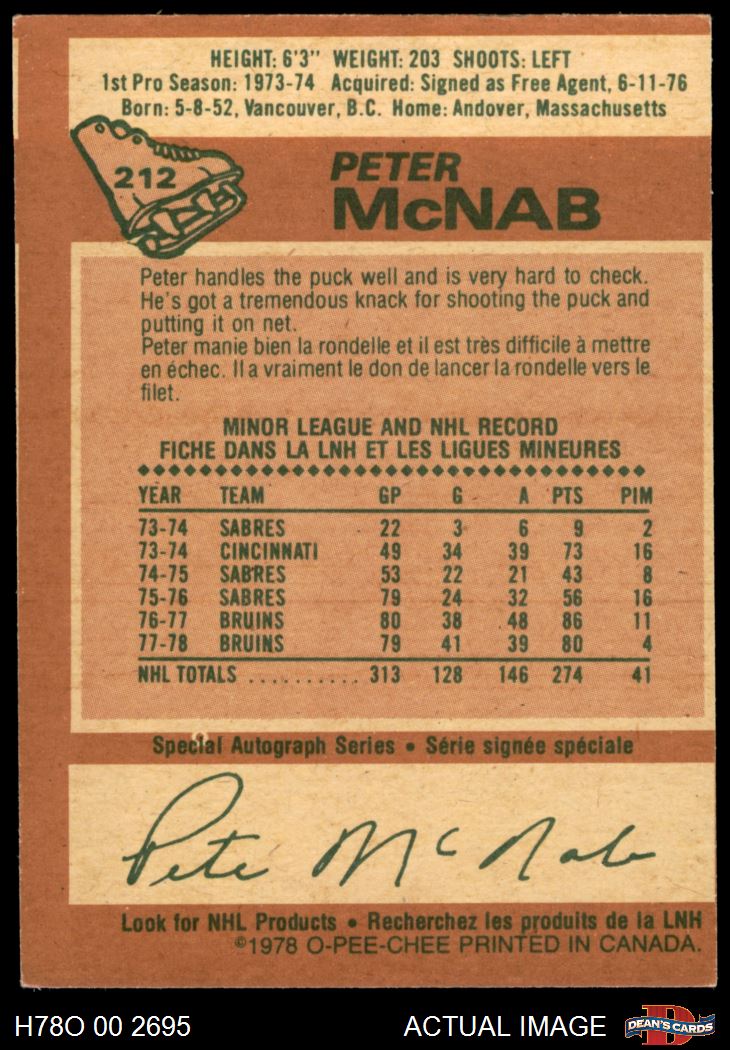 HEIGHT: 6'3" WEIGHT: 203 SHOOTS: LEFT
1st Pro Season: 1973-74 Acquired: Signed as Free Agent, 6-11-76
Born: 5-8-52, Vancouver, B.C. Home: Andover, Massachusetts
212
PETER
McNAB
Peter handles the puck well and is very hard to check.
He's got a tremendous knack for shooting the puck and
putting it on net.
Peter manie bien la rondelle et il est très difficile à mettre
en échec. Il a vraiment le don de lancer la rondelle vers le
filet.
MINOR LEAGUE AND NHL RECORD
FICHE DANS LA LNH ET LES LIGUES MINEURES
YEAR TEAM GP G A PTS PIM
73-74 SABRES 22 3 6 9 2
73-74 CINCINNATI 49 34 39 73 16
74-75 SABRES 53 22 21 43 8
75-76 SABRES 79 24 32 56 16
76-77 BRUINS 80 38 48 86 11
77-78 BRUINS 79 41 39 80 4
NHL TOTALS .......... 313 128 146 274 41
Special Autograph Series • Série signée spéciale
Pete McNab
Look for NHL Products • Recherchez les produits de la LNH
©1978 O-PEE-CHEE PRINTED IN CANADA.
H78O 00 2695 ACTUAL IMAGE D DEAN'S CARDS